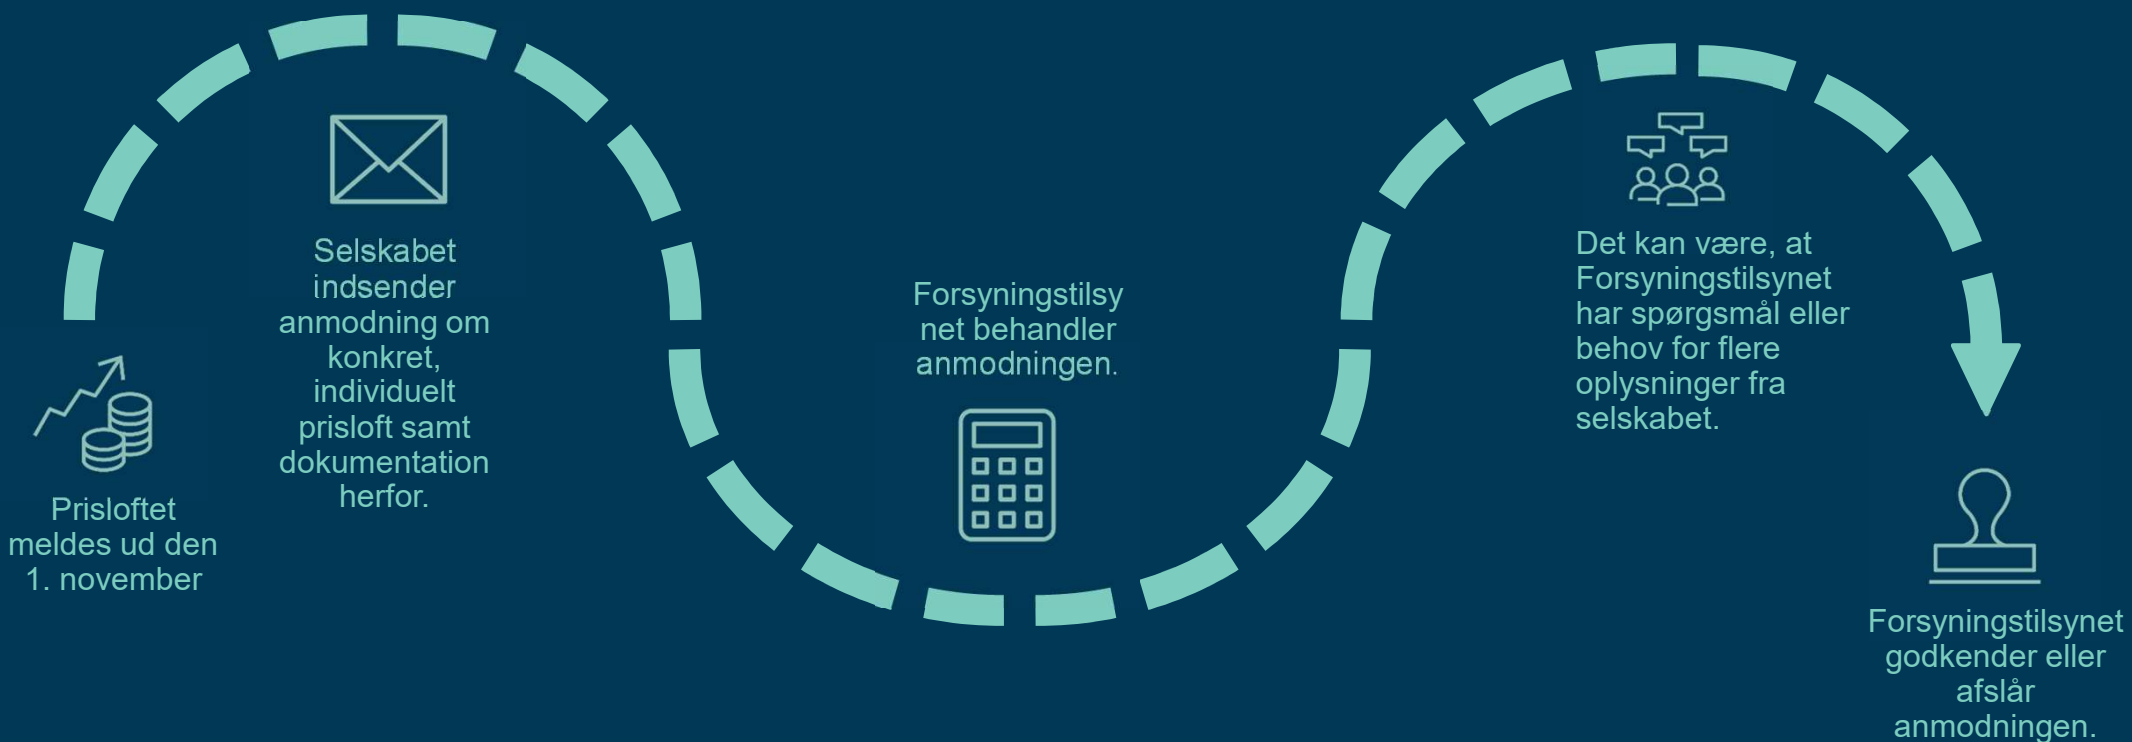 Prisloftet
meldes ud den
1. november
Selskabet
indsender
anmodning om
konkret,
individuelt
prisloft samt
dokumentation
herfor.
Forsyningstilsy
net behandler
anmodningen.
Det kan være, at
Forsyningstilsynet
har spørgsmål eller
behov for flere
oplysninger fra
selskabet.
Forsyningstilsynet
godkender eller
afslår
anmodningen.